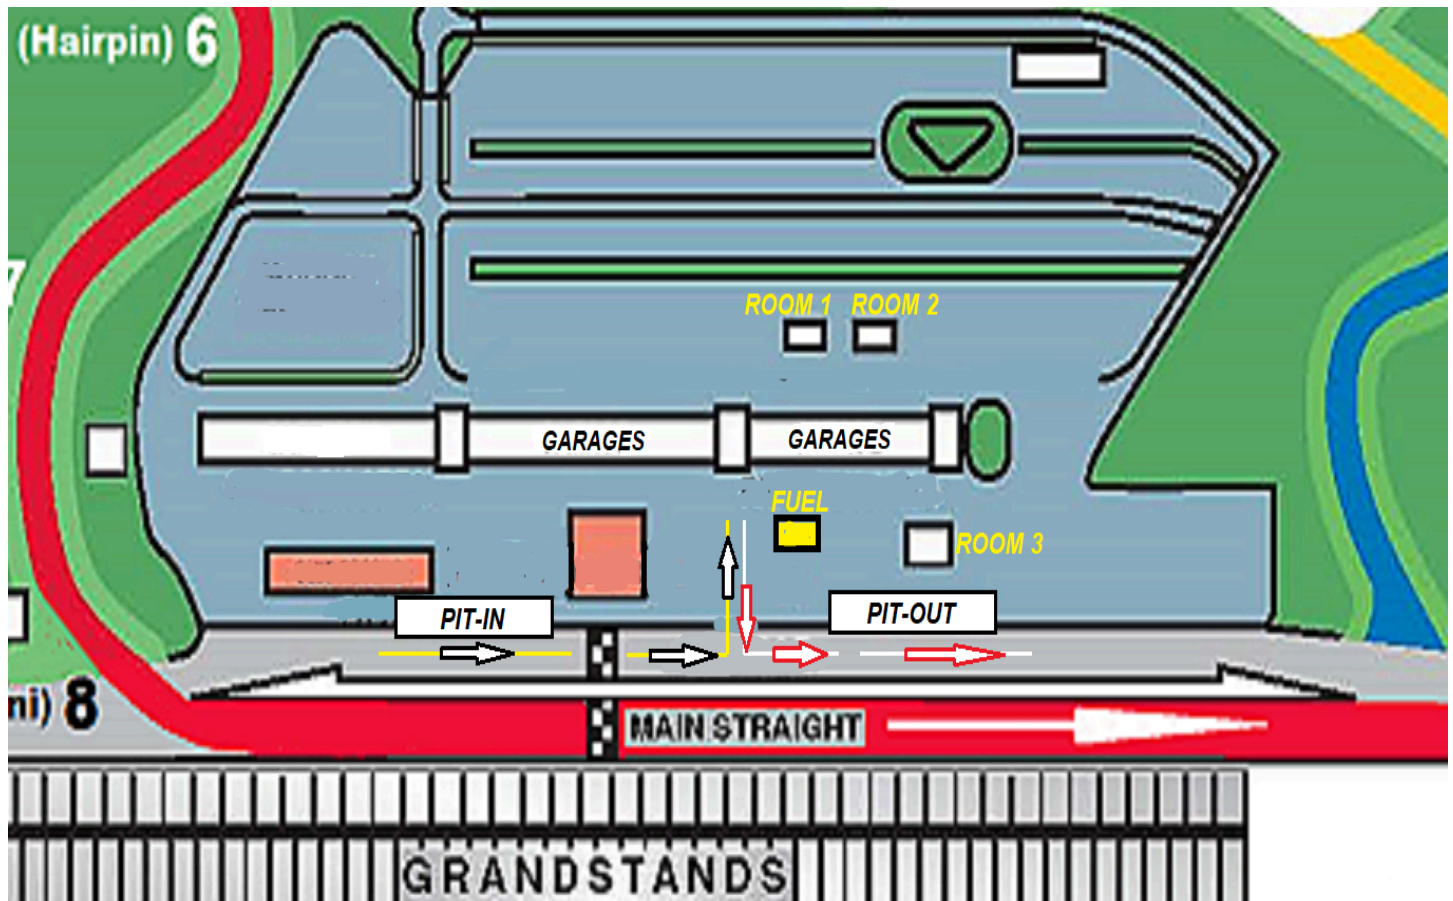 (Hairpin) 6
7
ROOM 1 ROOM 2
GARAGES GARAGES
FUEL
ROOM 3
PIT-IN PIT-OUT
ni) 8
MAIN STRAIGHT
GRANDSTANDS